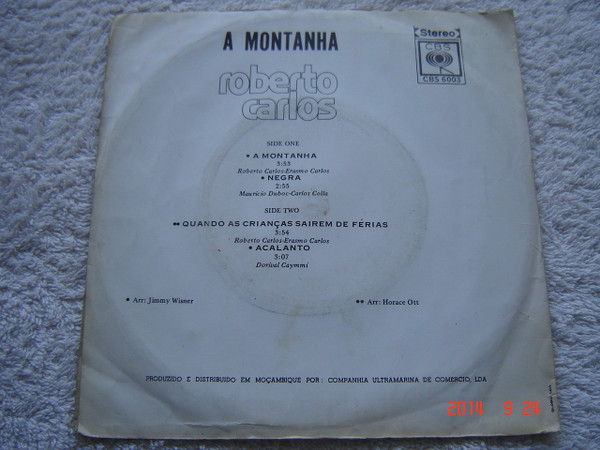 A MONTANHA
Stereo
CBS
CBS 6003
roberto
carlos
SIDE ONE
• A MONTANHA
3:53
Roberto Carlos-Erasmo Carlos
• NEGRA
2:55
Maurício Duboc-Carlos Colla
SIDE TWO
•• QUANDO AS CRIANÇAS SAIREM DE FÉRIAS
3:54
Roberto Carlos-Erasmo Carlos
• ACALANTO
3:07
Dorival Caymmi
• Arr: Jimmy Wisner
•• Arr: Horace Ott
PRODUZIDO E DISTRIBUIDO EM MOÇAMBIQUE POR: COMPANHIA ULTRAMARINA DE COMERCIO, LDA
2014 9 24